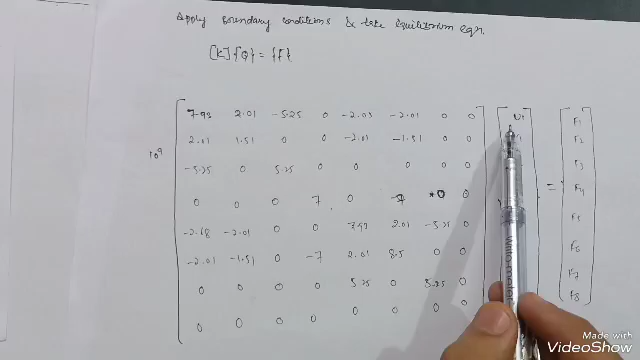 Apply Boundary conditions & take Equilibrium eqn.
[K]{Q} = {F}
7.93 2.01 -5.25 0 -2.03 -2.01 0 0 u1 F1
2.01 1.51 0 0 -2.01 -1.51 0 0 F2
10⁹ -5.25 0 5.25 0 0 0 0 0 F3
0 0 0 7 0 0 0 = F4
-2.68 -2.01 0 0 7.93 2.01 -5.25 0 F5
-2.01 -1.51 0 -7 2.01 8.5 0 0 F6
0 0 0 0 5.25 0 5.25 0 F7
0 0 0 0 0 0 0 0 F8
Wilo-meter
Made with
VideoShow